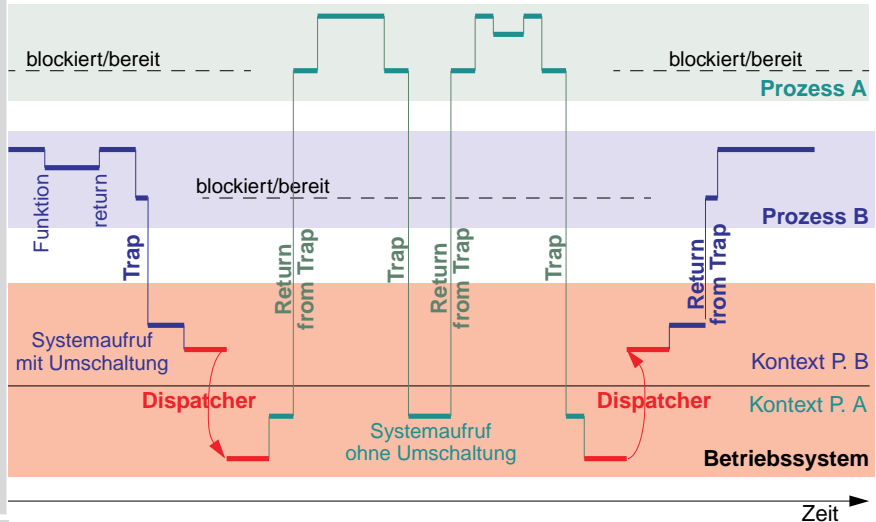 blockiert/bereit
blockiert/bereit
Prozess A
blockiert/bereit
Funktion
return
Prozess B
Trap
Return
from Trap
Trap
Return
from Trap
Trap
Return
from Trap
Systemaufruf
mit Umschaltung
Kontext P. B
Dispatcher
Dispatcher
Kontext P. A
Systemaufruf
ohne Umschaltung
Betriebssystem
Zeit